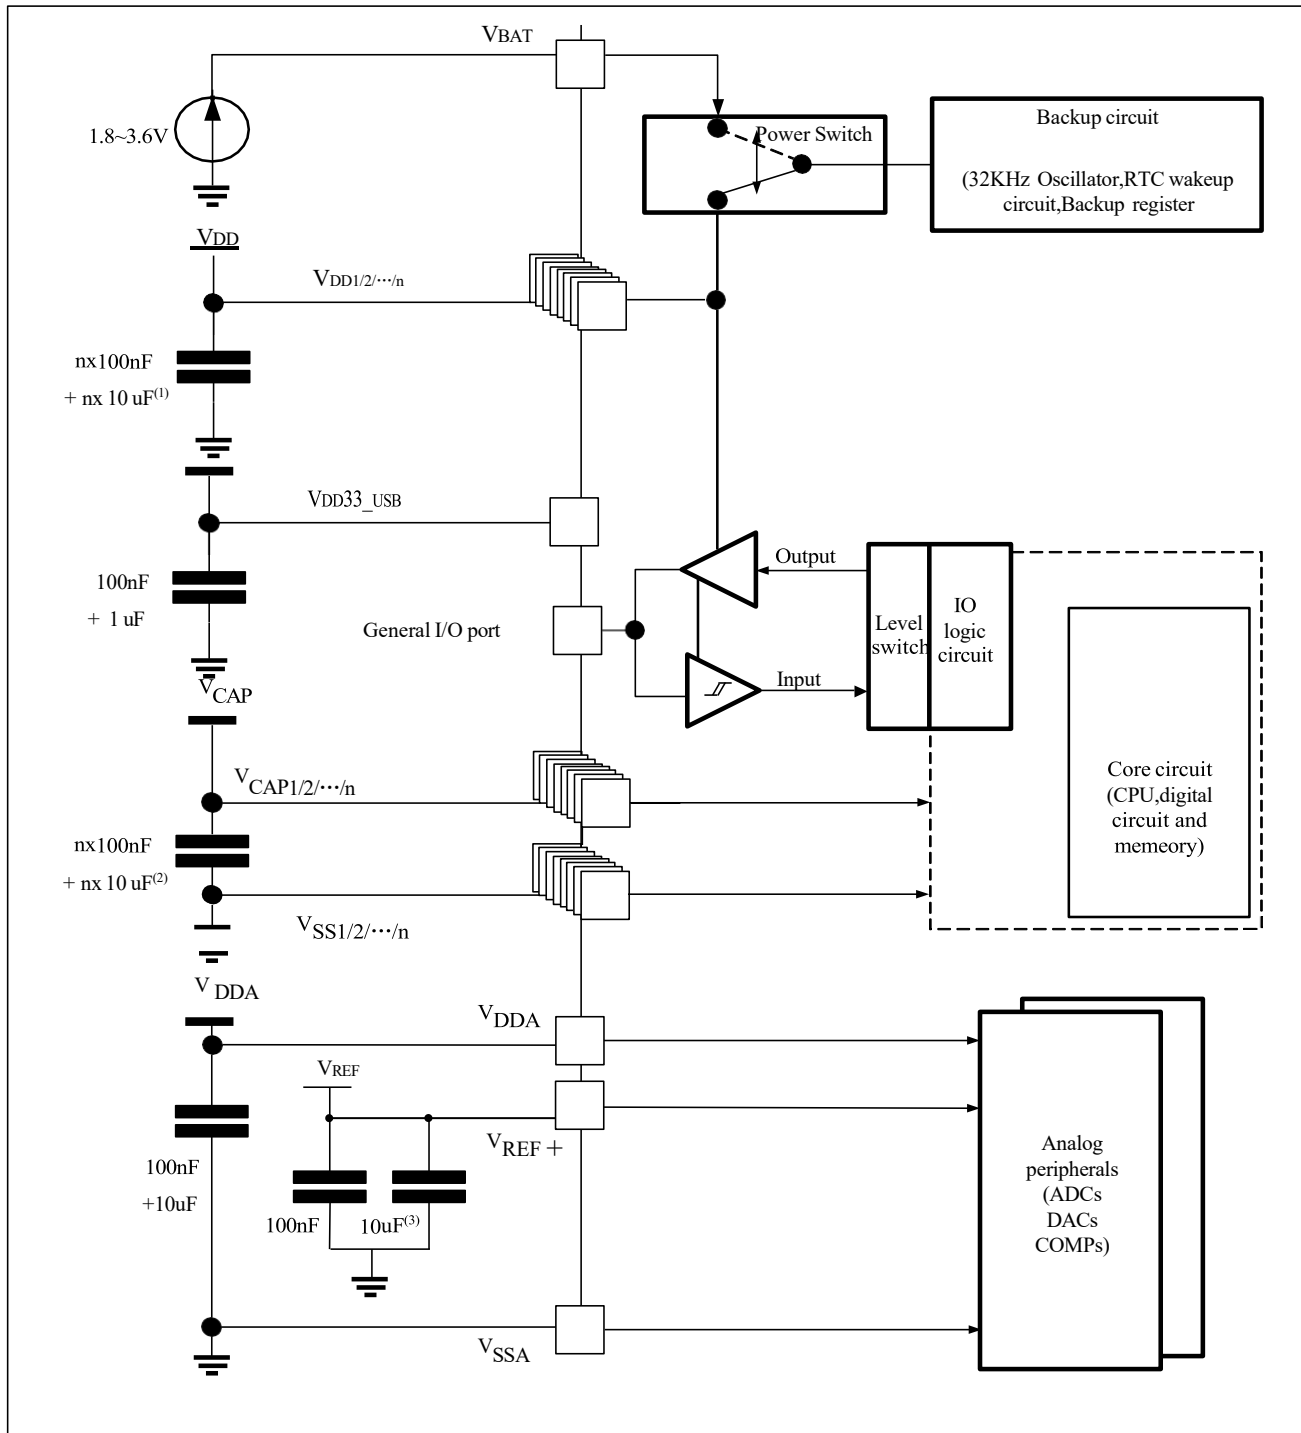 VBAT
1.8~3.6V
Power Switch
Backup circuit
(32KHz Oscillator,RTC wakeup
circuit,Backup register
VDD
VDD1/2/···/n
nx100nF
+ nx 10 uF(1)
VDD33_USB
100nF
+ 1 uF
General I/O port
Output
Input
Level
switch
IO
logic
circuit
VCAP
VCAP1/2/···/n
nx100nF
+ nx 10 uF(2)
VSS1/2/···/n
Core circuit
(CPU,digital
circuit and
memeory)
V DDA
VDDA
VREF
VREF +
100nF
+10uF
100nF
10uF(3)
VSSA
Analog
peripherals
(ADCs
DACs
COMPs)